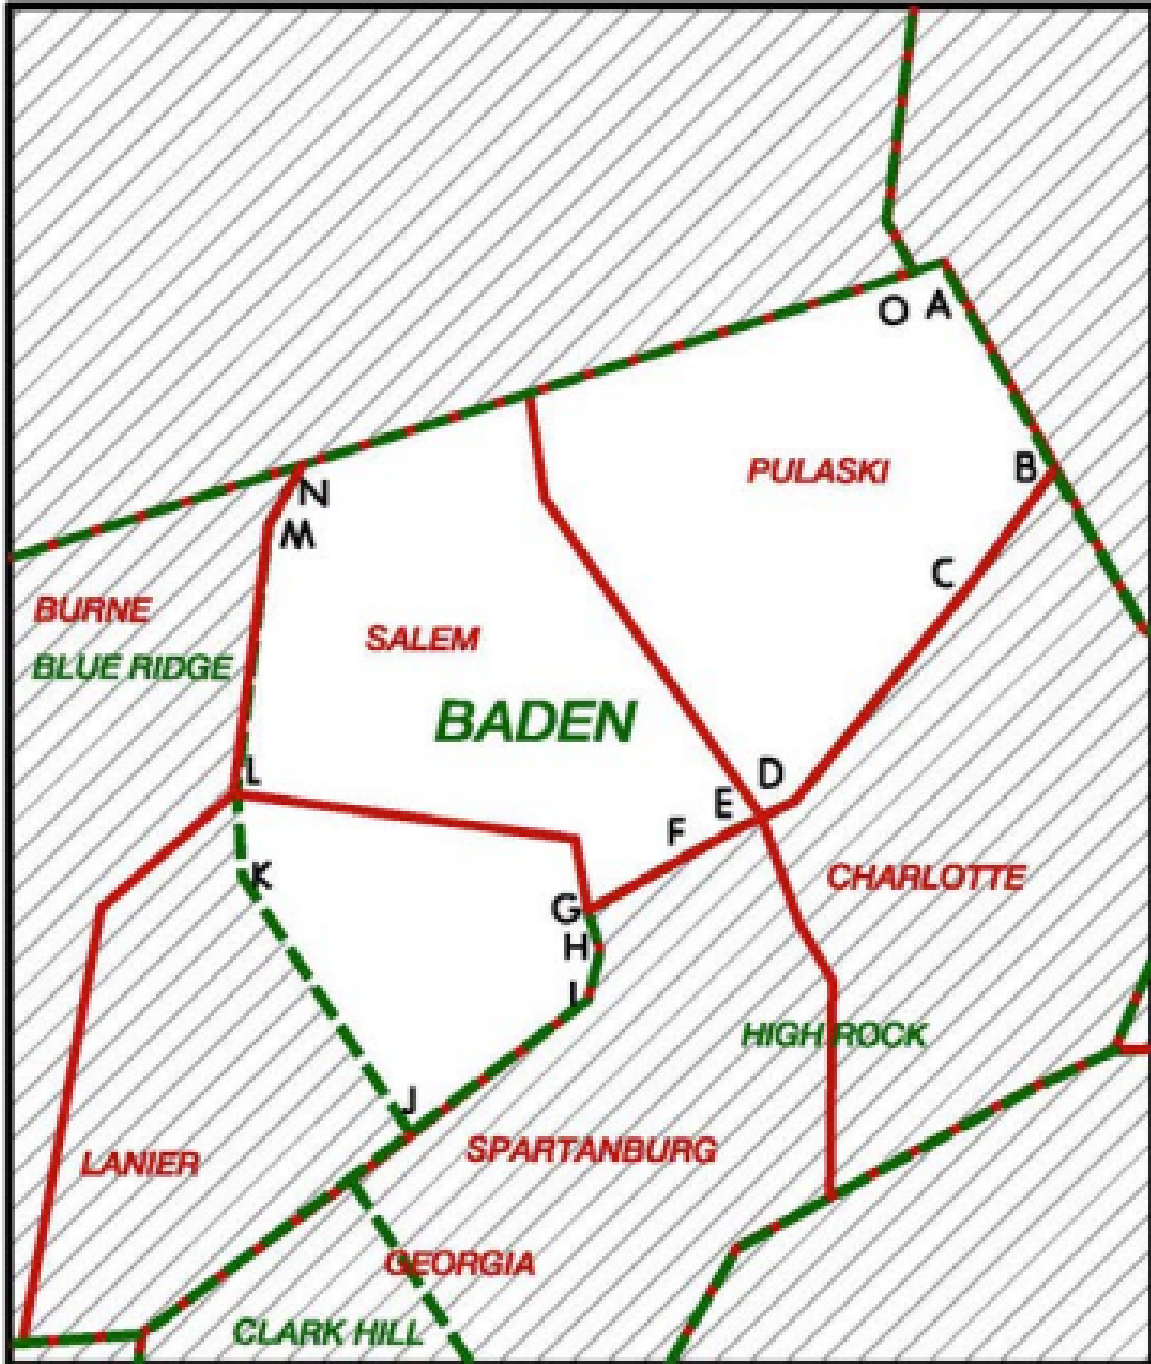 O A
B
PULASKI
N
M
C
BURNE
SALEM
BLUE RIDGE
BADEN
L
D
E
F
K
CHARLOTTE
G
H
I
HIGH ROCK
J
SPARTANBURG
LANIER
GEORGIA
CLARK HILL